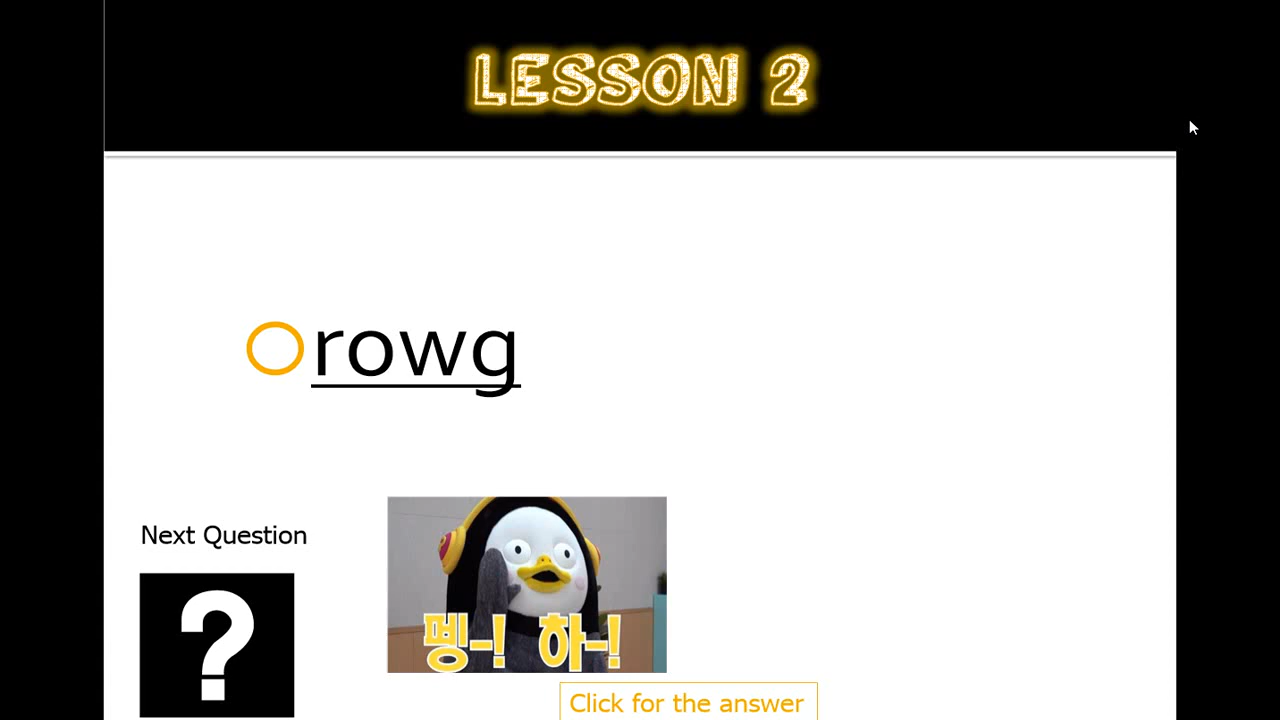 LESSON 2
rowg
Next Question
?
펭-! 하-!
Click for the answer